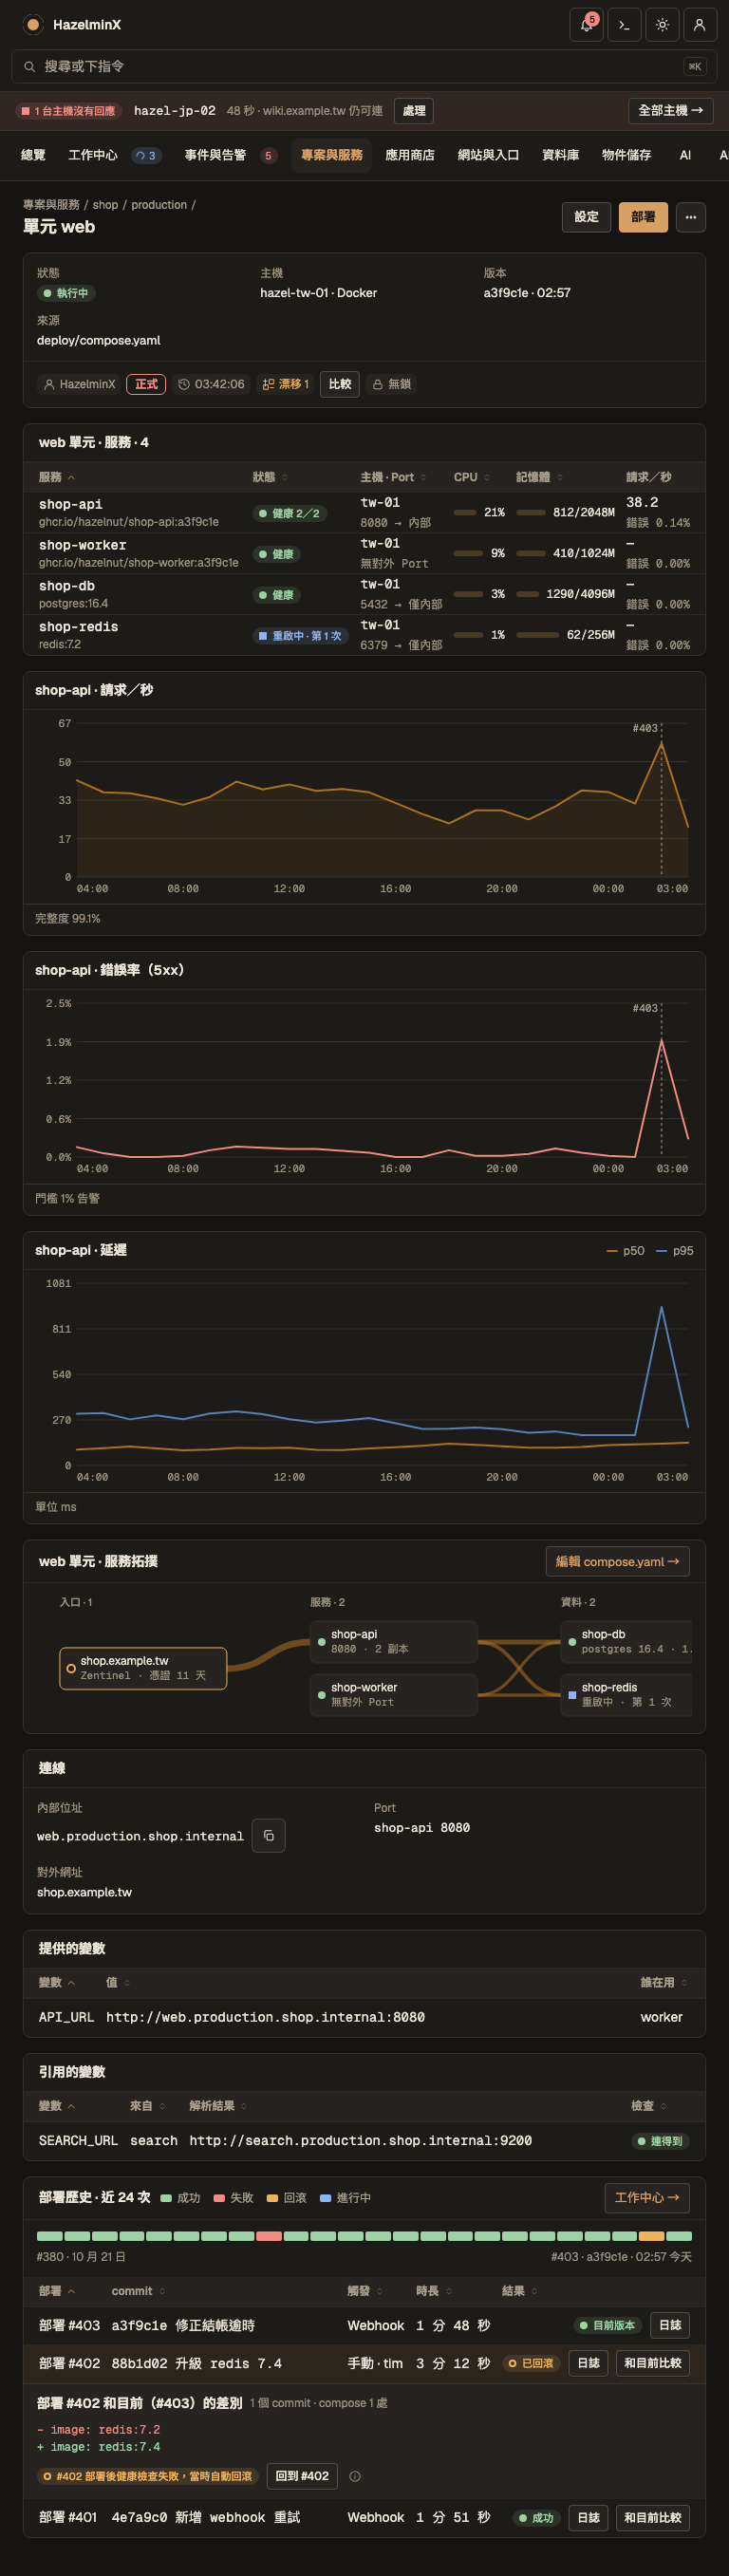 HazelminX
5
搜尋或下指令
⌘K
1 台主機沒有回應 hazel-jp-02 48 秒 · wiki.example.tw 仍可連 處理 全部主機 →
總覽 工作中心 3 事件與告警 5 專案與服務 應用商店 網站與入口 資料庫 物件儲存 AI
專案與服務 / shop / production /
單元 web
設定 部署 ···
狀態 主機 版本
執行中 hazel-tw-01 · Docker a3f9c1e · 02:57
來源
deploy/compose.yaml
HazelminX 正式 03:42:06 漂移 1 比較 無鎖
web 單元 · 服務 · 4
服務 狀態 主機 · Port CPU 記憶體 請求／秒
shop-api tw-01 38.2
ghcr.io/hazelnut/shop-api:a3f9c1e 健康 2／2 8080 → 內部 21% 812/2048M 錯誤 0.14%
shop-worker tw-01 —
ghcr.io/hazelnut/shop-worker:a3f9c1e 健康 無對外 Port 9% 410/1024M 錯誤 0.00%
shop-db tw-01 —
postgres:16.4 健康 5432 → 僅內部 3% 1290/4096M 錯誤 0.00%
shop-redis tw-01 —
redis:7.2 重啟中 · 第 1 次 6379 → 僅內部 1% 62/256M 錯誤 0.00%
shop-api · 請求／秒
67
#403
50
33
17
0
04:00 08:00 12:00 16:00 20:00 00:00 03:00
完整度 99.1%
shop-api · 錯誤率（5xx）
2.5%
#403
1.9%
1.2%
0.6%
0.0%
04:00 08:00 12:00 16:00 20:00 00:00 03:00
門檻 1% 告警
shop-api · 延遲 p50 p95
1081
811
540
270
0
04:00 08:00 12:00 16:00 20:00 00:00 03:00
單位 ms
web 單元 · 服務拓撲 編輯 compose.yaml →
入口 · 1 服務 · 2 資料 · 2
shop.example.tw
Zentinel · 憑證 11 天
shop-api
8080 · 2 副本
shop-worker
無對外 Port
shop-db
postgres 16.4 · 1.
shop-redis
重啟中 · 第 1 次
連線
內部位址 Port
web.production.shop.internal shop-api 8080
對外網址
shop.example.tw
提供的變數
變數 值 誰在用
API_URL http://web.production.shop.internal:8080 worker
引用的變數
變數 來自 解析結果 檢查
SEARCH_URL search http://search.production.shop.internal:9200 連得到
部署歷史 · 近 24 次 成功 失敗 回滾 進行中 工作中心 →
#380 · 10 月 21 日 #403 · a3f9c1e · 02:57 今天
部署 commit 觸發 時長 結果
部署 #403 a3f9c1e 修正結帳逾時 Webhook 1 分 48 秒 目前版本 日誌
部署 #402 88b1d02 升級 redis 7.4 手動 · tim 3 分 12 秒 已回滾 日誌 和目前比較
部署 #402 和目前（#403）的差別 1 個 commit · compose 1 處
− image: redis:7.2
+ image: redis:7.4
#402 部署後健康檢查失敗，當時自動回滾 回到 #402
部署 #401 4e7a9c0 新增 webhook 重試 Webhook 1 分 51 秒 成功 日誌 和目前比較